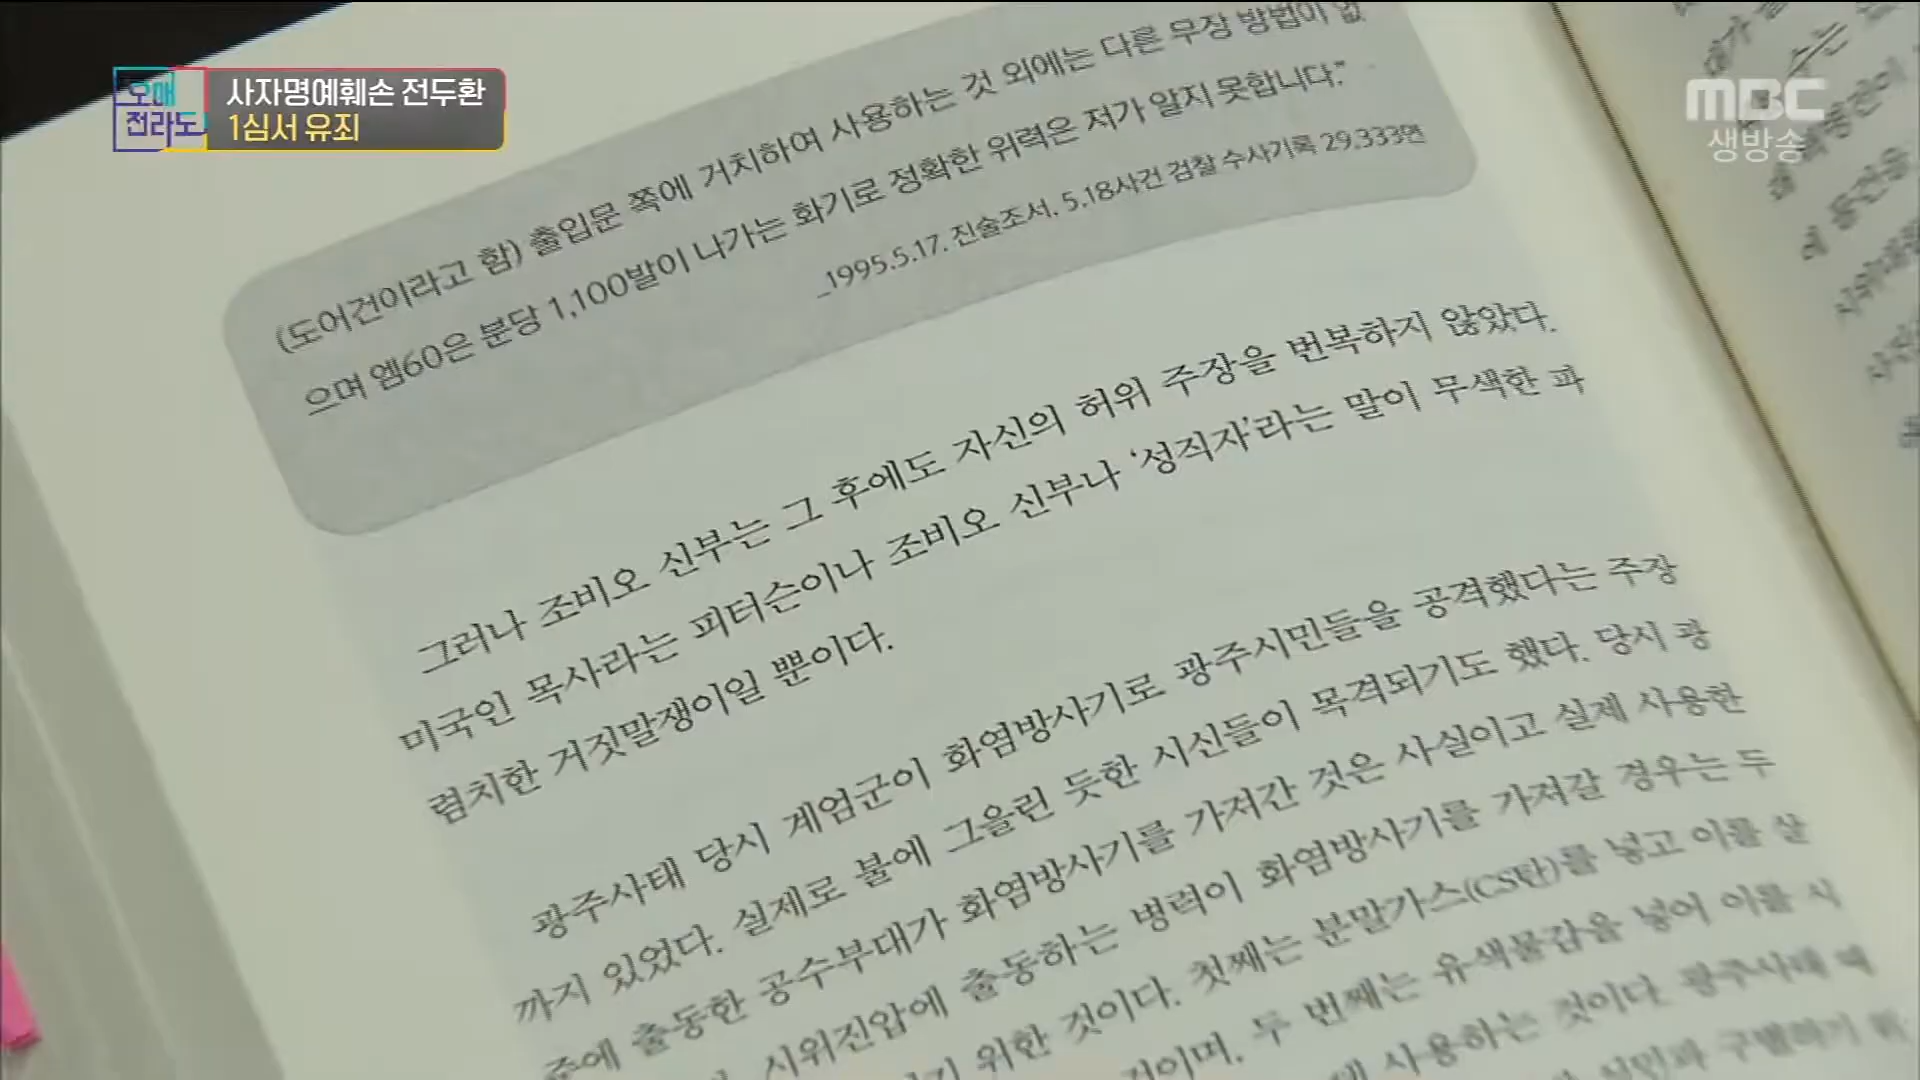 오매
전라도
사자명예훼손 전두환
1심서 유죄
MBC
생방송
(도어건이라고 함) 출입문 쪽에 거치하여 사용하는 것 외에는 다른 무장 방법이 없
으며 엠60은 분당 1,100발이 나가는 화기로 정확한 위력은 저가 알지 못합니다.”
_1995.5.17. 진술조서. 5.18사건 검찰 수사기록 29,333면
그러나 조비오 신부는 그 후에도 자신의 허위 주장을 번복하지 않았다.
미국인 목사라는 피터슨이나 조비오 신부나 ‘성직자’라는 말이 무색한 파
렴치한 거짓말쟁이일 뿐이다.
광주사태 당시 계엄군이 화염방사기로 광주시민들을 공격했다는 주장
까지 있었다. 실제로 불에 그을린 듯한 시신들이 목격되기도 했다. 당시 광
주에 출동한 공수부대가 화염방사기를 가져간 것은 사실이고 실제 사용한
시위진압에 출동하는 병력이 화염방사기를 가져갈 경우는 두
위한 것이다. 첫째는 분말가스(CS탄)를 넣고 이를 살
것이며, 두 번째는 유색물감을 넣어 이를 시
사용하는 것이다. 광주사태
구별하기